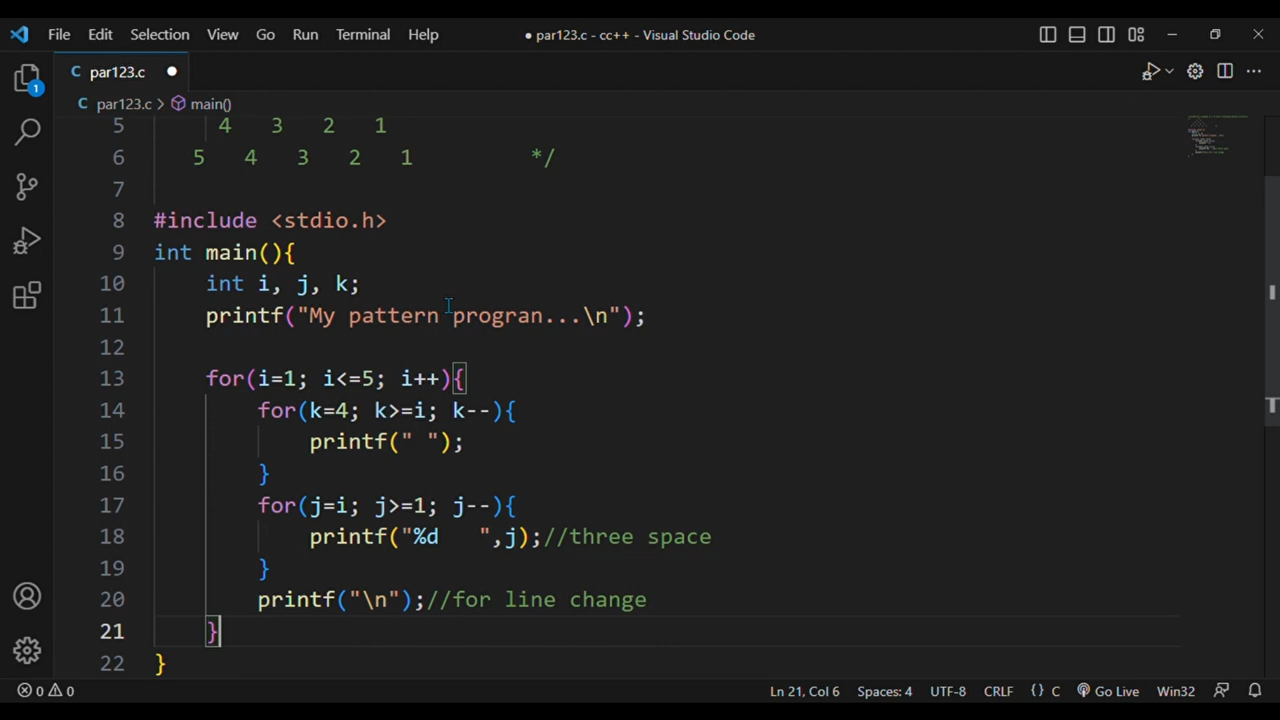 File Edit Selection View Go Run Terminal Help ● par123.c - cc++ - Visual Studio Code
C par123.c ●
C par123.c > main()
1
5 4 3 2 1
6 5 4 3 2 1 */
7
8 #include <stdio.h>
9 int main(){
10 int i, j, k;
11 printf("My pattern progran...\n");
12
13 for(i=1; i<=5; i++){
14 for(k=4; k>=i; k--){
15 printf(" ");
16 }
17 for(j=i; j>=1; j--){
18 printf("%d   ",j);//three space
19 }
20 printf("\n");//for line change
21 }
22 }
0 0 Ln 21, Col 6 Spaces: 4 UTF-8 CRLF {} C Go Live Win32